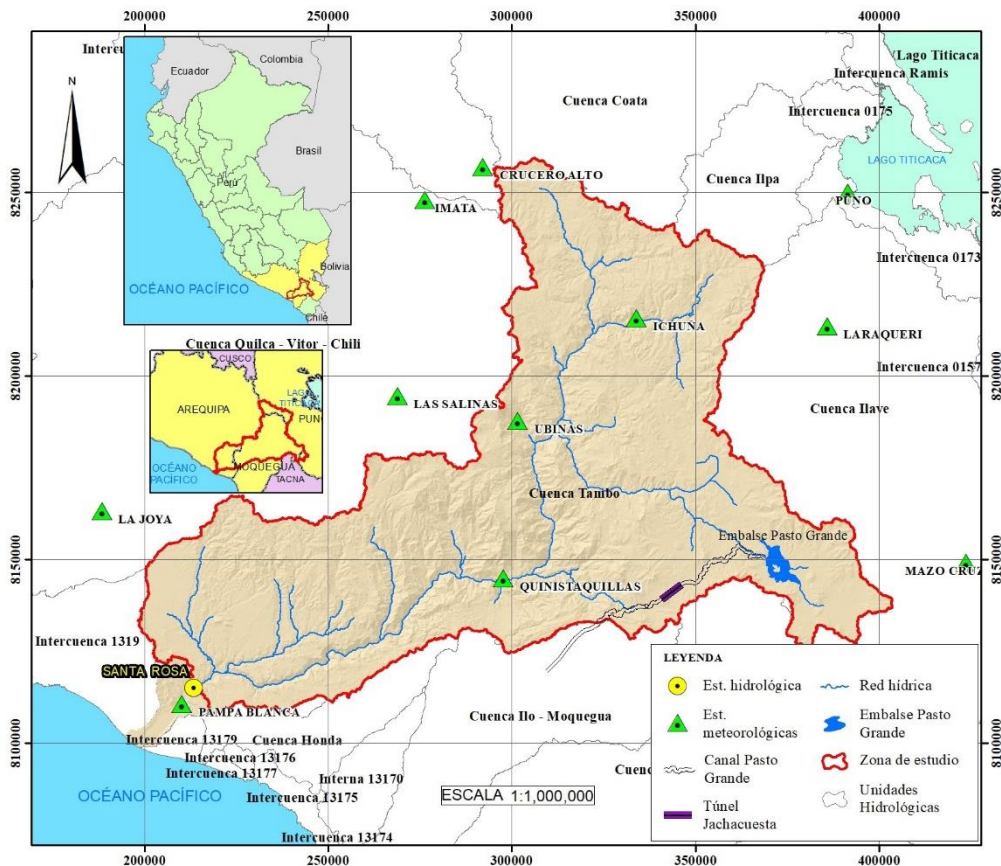 200000
250000
300000
350000
400000
8250000
8200000
8150000
8100000
8250000
8200000
8150000
8100000
N
Colombia
Ecuador
Brasil
Perú
Bolivia
OCÉANO PACÍFICO
Chile
Cuenca Coata
Lago Titicaca
Intercuenca Ramis
Intercuenca 0175
LAGO TITICACA
Cuenca Ilpa
PUNO
Intercuenca 0173
CRUCERO ALTO
IMATA
ICHUNA
LARAQUERI
Intercuenca 0157
Cuenca Ilave
Cuenca Quilca - Vitor - Chili
CUSCO
AREQUIPA
LAGO
TITICACA
PUN
OCÉANO
PACÍFICO
MOQUEGUA
TACNA
LAS SALINAS
UBINAS
Cuenca Tambo
LA JOYA
Embalse Pasto Grande
MAZO CRUZ
QUINISTAQUILLAS
Intercuenca 1319
SANTA ROSA
PAMPA BLANCA
Intercuenca 13179
Cuenca Honda
Intercuenca 13176
Intercuenca 13177
Interna 13170
Intercuenca 13175
Intercuenca 13174
Cuenca Ilo - Moquegua
OCÉANO PACÍFICO
ESCALA 1:1,000,000
LEYENDA
Est. hidrológica
Est.
meteorológicas
Canal Pasto
Grande
Túnel
Jachacuesta
Red hídrica
Embalse Pasto
Grande
Zona de estudio
Unidades
Hidrológicas
200000
250000
300000
350000
400000